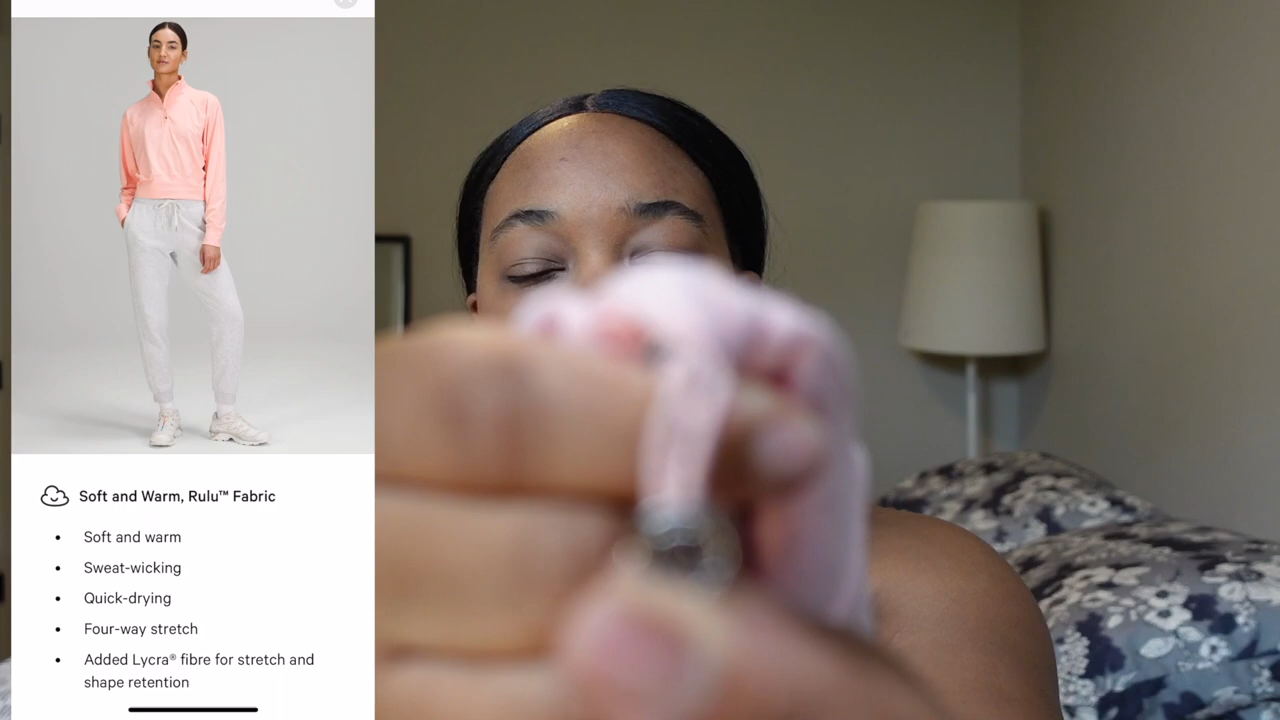 Soft and Warm, Rulu™ Fabric
• Soft and warm
• Sweat-wicking
• Quick-drying
• Four-way stretch
• Added Lycra® fibre for stretch and
shape retention